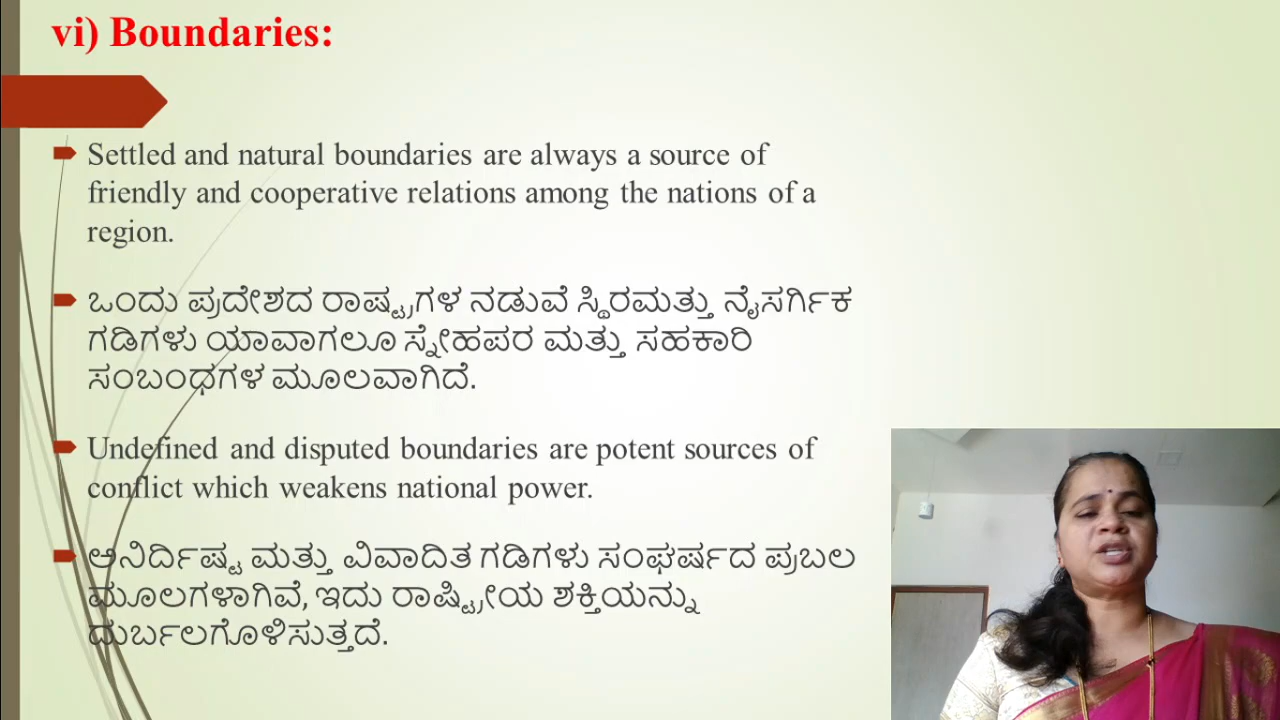 vi) Boundaries:
Settled and natural boundaries are always a source of
friendly and cooperative relations among the nations of a
region.
ಒಂದು ಪ್ರದೇಶದ ರಾಷ್ಟ್ರಗಳ ನಡುವೆ ಸ್ಥಿರಮತ್ತು ನೈಸರ್ಗಿಕ
ಗಡಿಗಳು ಯಾವಾಗಲೂ ಸ್ನೇಹಪರ ಮತ್ತು ಸಹಕಾರಿ
ಸಂಬಂಧಗಳ ಮೂಲವಾಗಿದೆ.
Undefined and disputed boundaries are potent sources of
conflict which weakens national power.
ಅನಿರ್ದಿಷ್ಟ ಮತ್ತು ವಿವಾದಿತ ಗಡಿಗಳು ಸಂಘರ್ಷದ ಪ್ರಬಲ
ಮೂಲಗಳಾಗಿವೆ, ಇದು ರಾಷ್ಟ್ರೀಯ ಶಕ್ತಿಯನ್ನು
ದುರ್ಬಲಗೊಳಿಸುತ್ತದೆ.